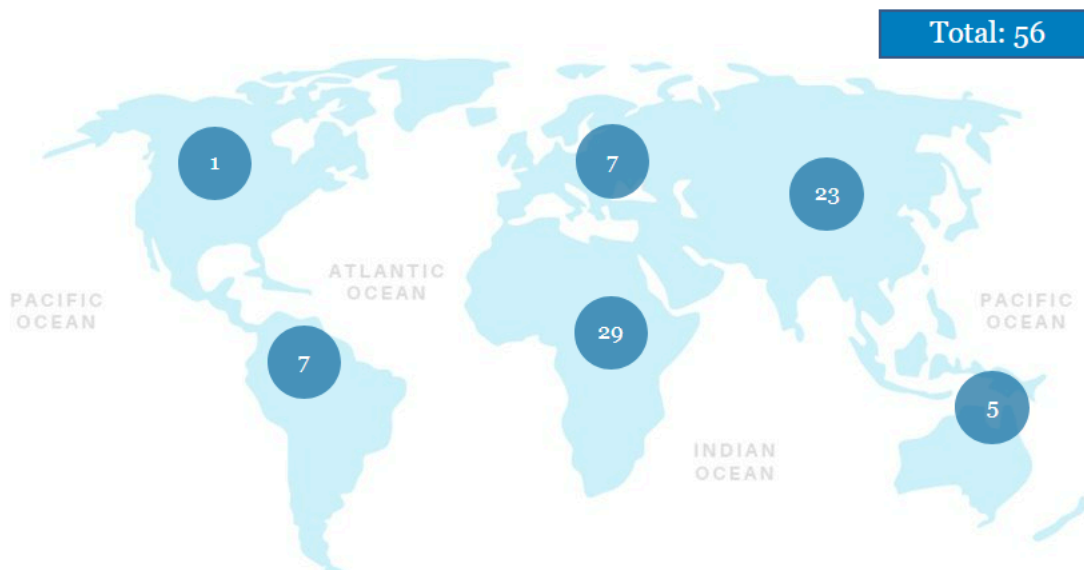 Total: 56
1
7
23
ATLANTIC
OCEAN
PACIFIC
OCEAN
PACIFIC
OCEAN
29
7
5
INDIAN
OCEAN